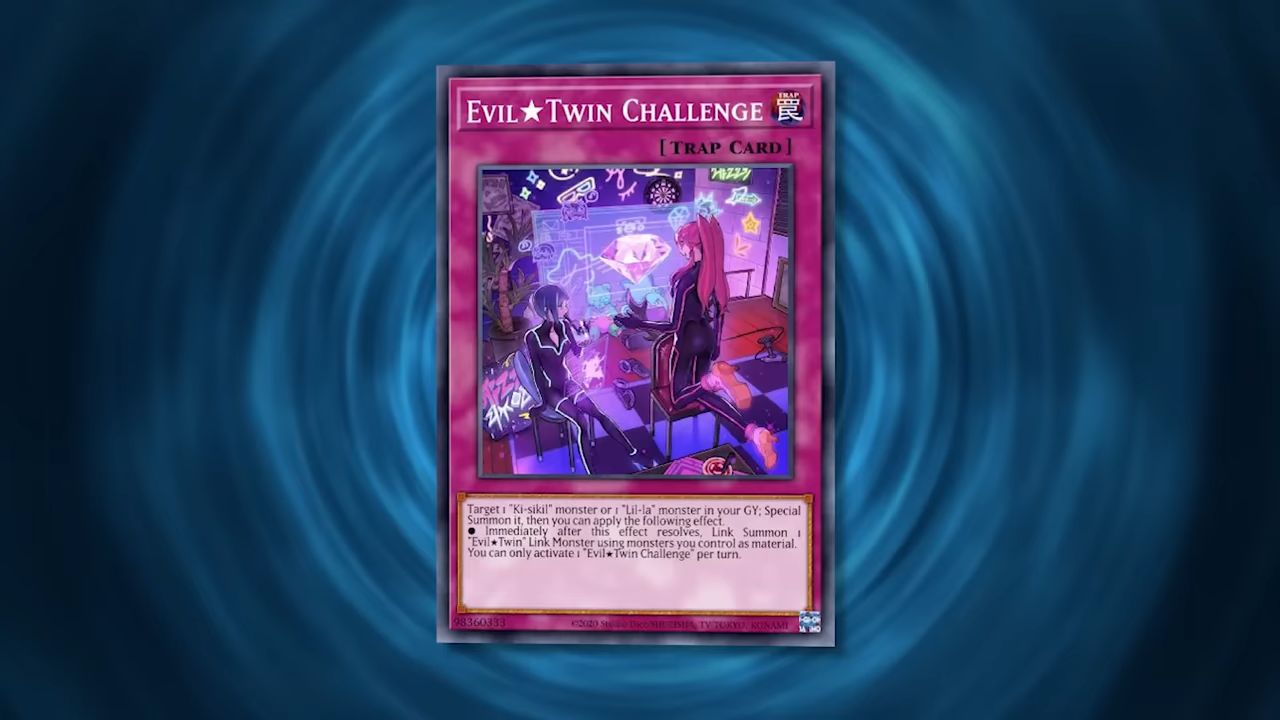 Evil★Twin Challenge
TRAP
罠
[Trap Card]
Target 1 "Ki-sikil" monster or 1 "Lil-la" monster in your GY; Special
Summon it, then you can apply the following effect.
● Immediately after this effect resolves, Link Summon 1
"Evil★Twin" Link Monster using monsters you control as material.
You can only activate 1 "Evil★Twin Challenge" per turn.
98360333
©2020 Studio Dice/SHUEISHA, TV TOKYO, KONAMI